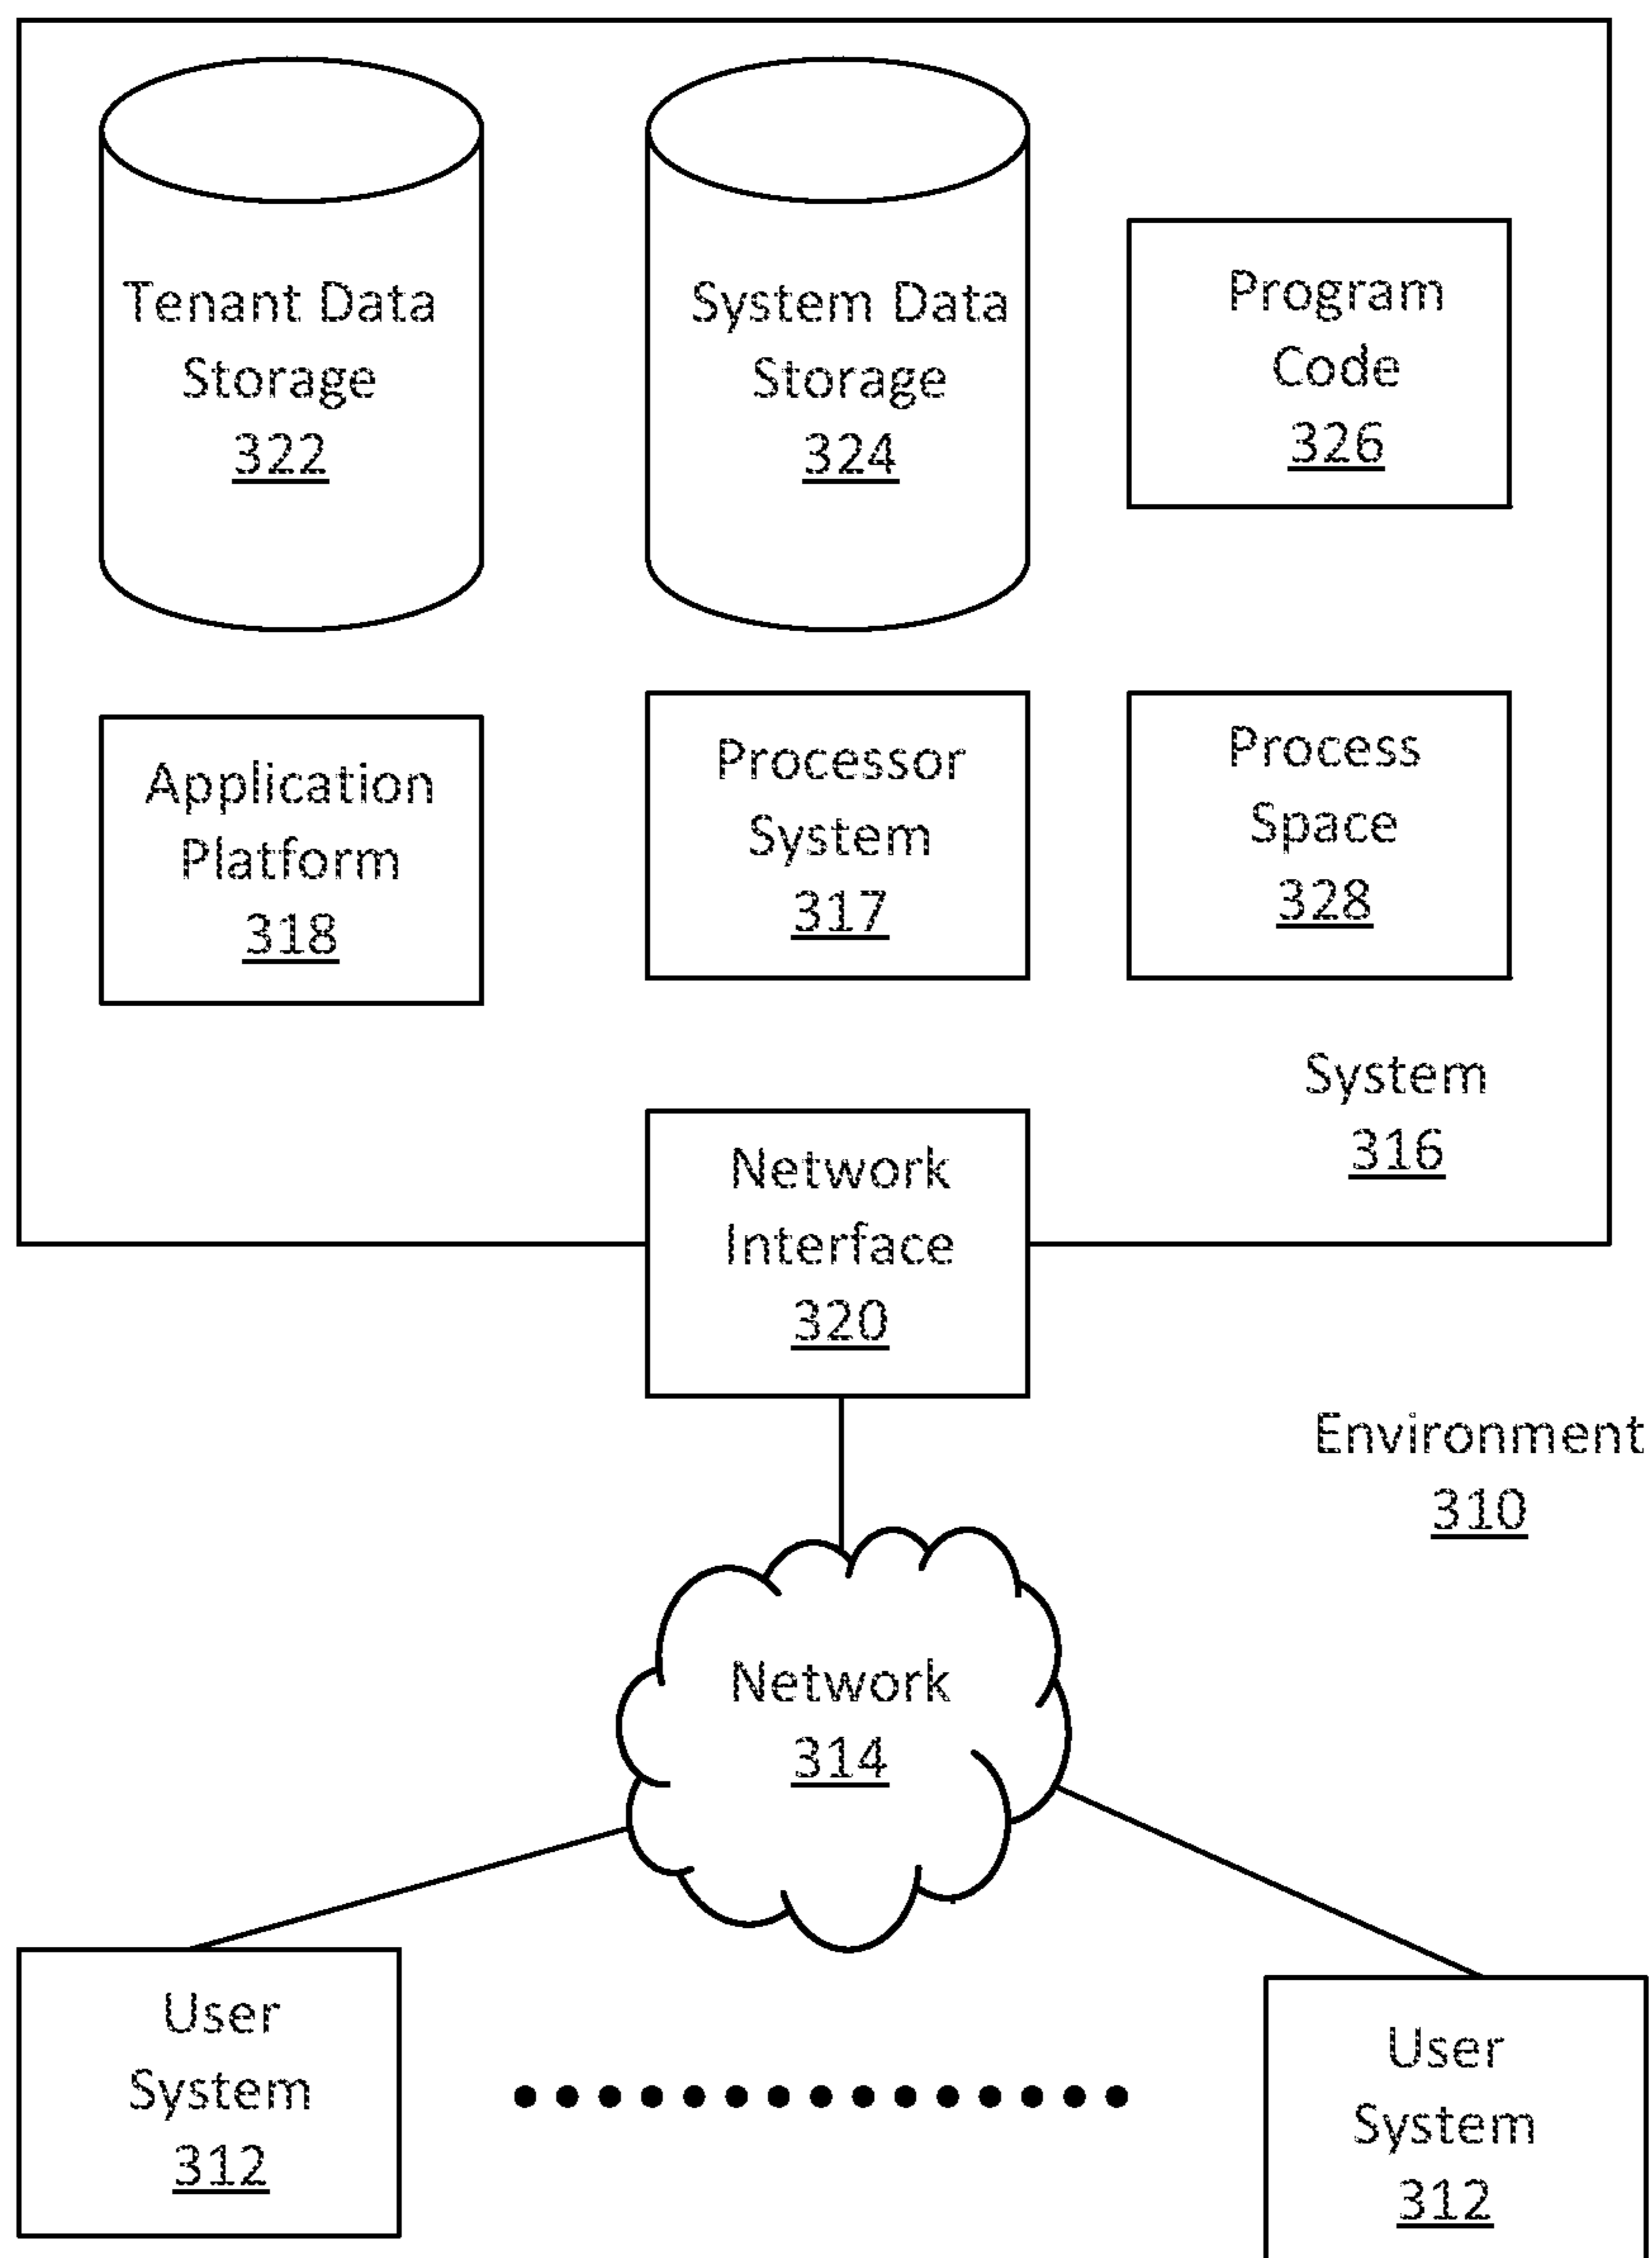 Tenant Data
Storage
322
System Data
Storage
324
Program
Code
326
Application
Platform
318
Processor
System
317
Process
Space
328
System
316
Network
Interface
320
Environment
310
Network
314
User
System
312
User
System
312